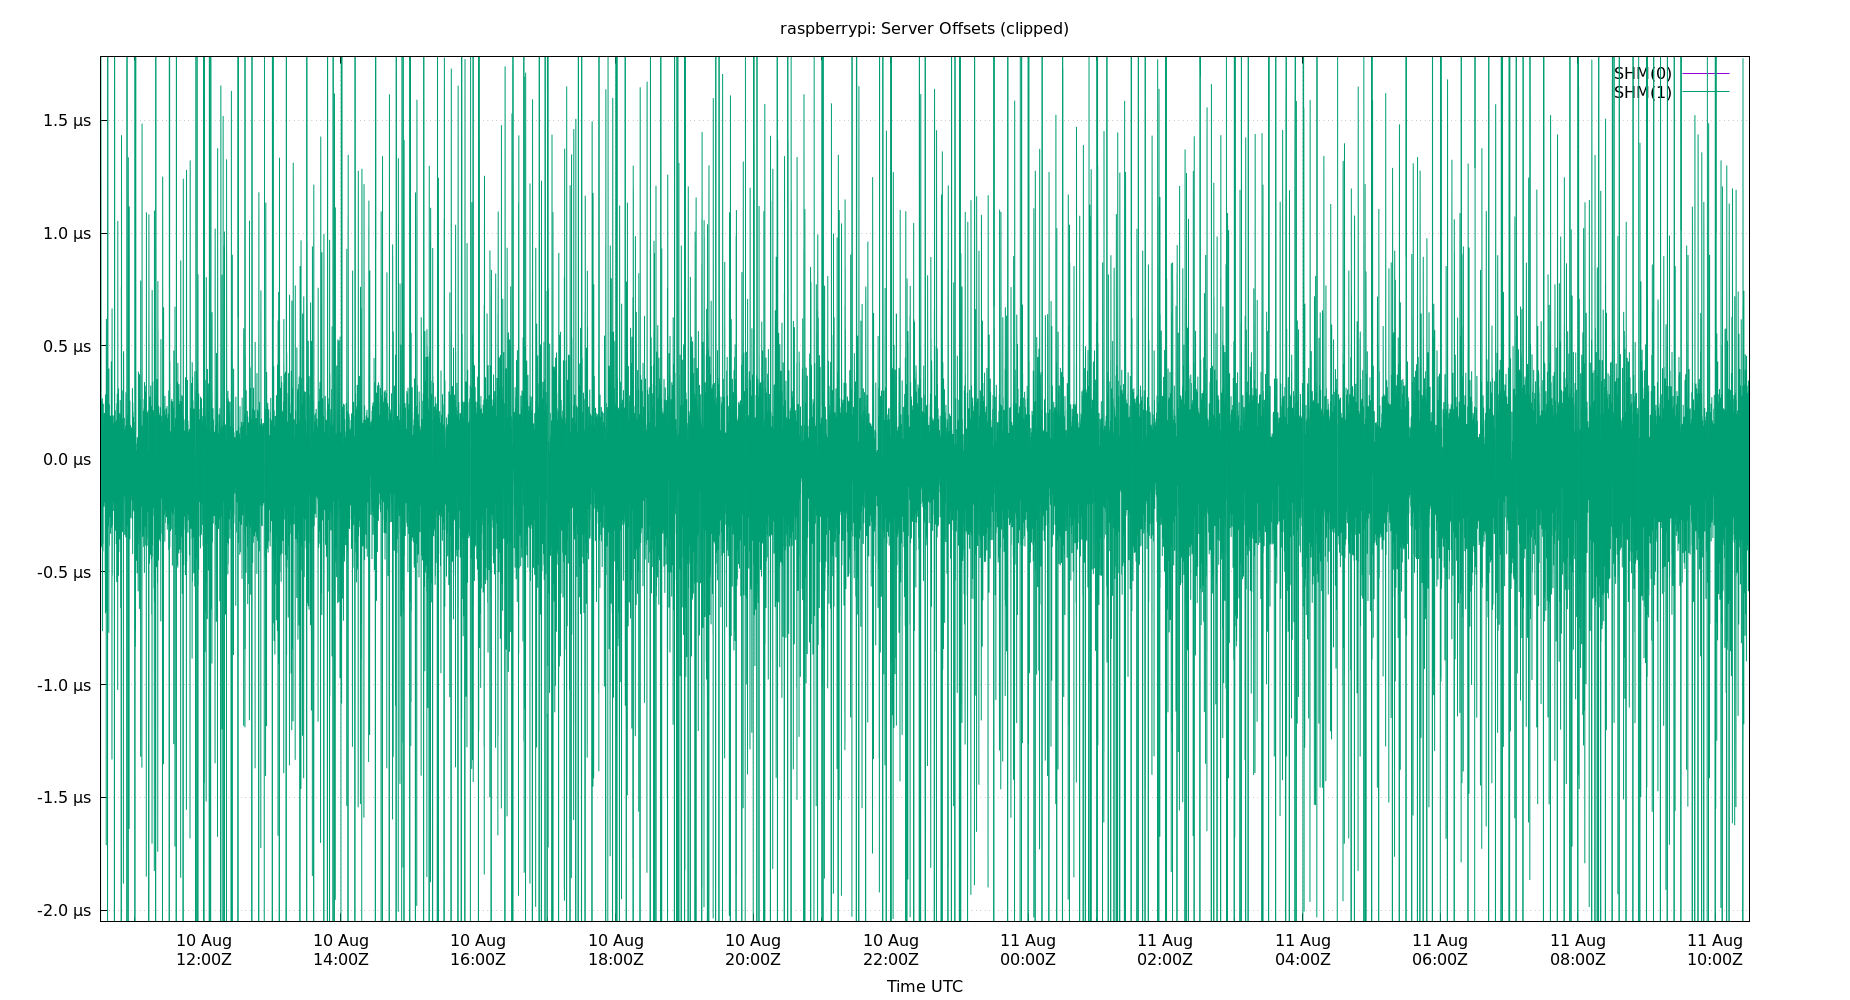 raspberrypi: Server Offsets (clipped)
SHM(0)
SHM(1)
1.5 µs
1.0 µs
0.5 µs
0.0 µs
-0.5 µs
-1.0 µs
-1.5 µs
-2.0 µs
10 Aug 10 Aug 10 Aug 10 Aug 10 Aug 10 Aug 11 Aug 11 Aug 11 Aug 11 Aug 11 Aug 11 Aug
12:00Z 14:00Z 16:00Z 18:00Z 20:00Z 22:00Z 00:00Z 02:00Z 04:00Z 06:00Z 08:00Z 10:00Z
Time UTC